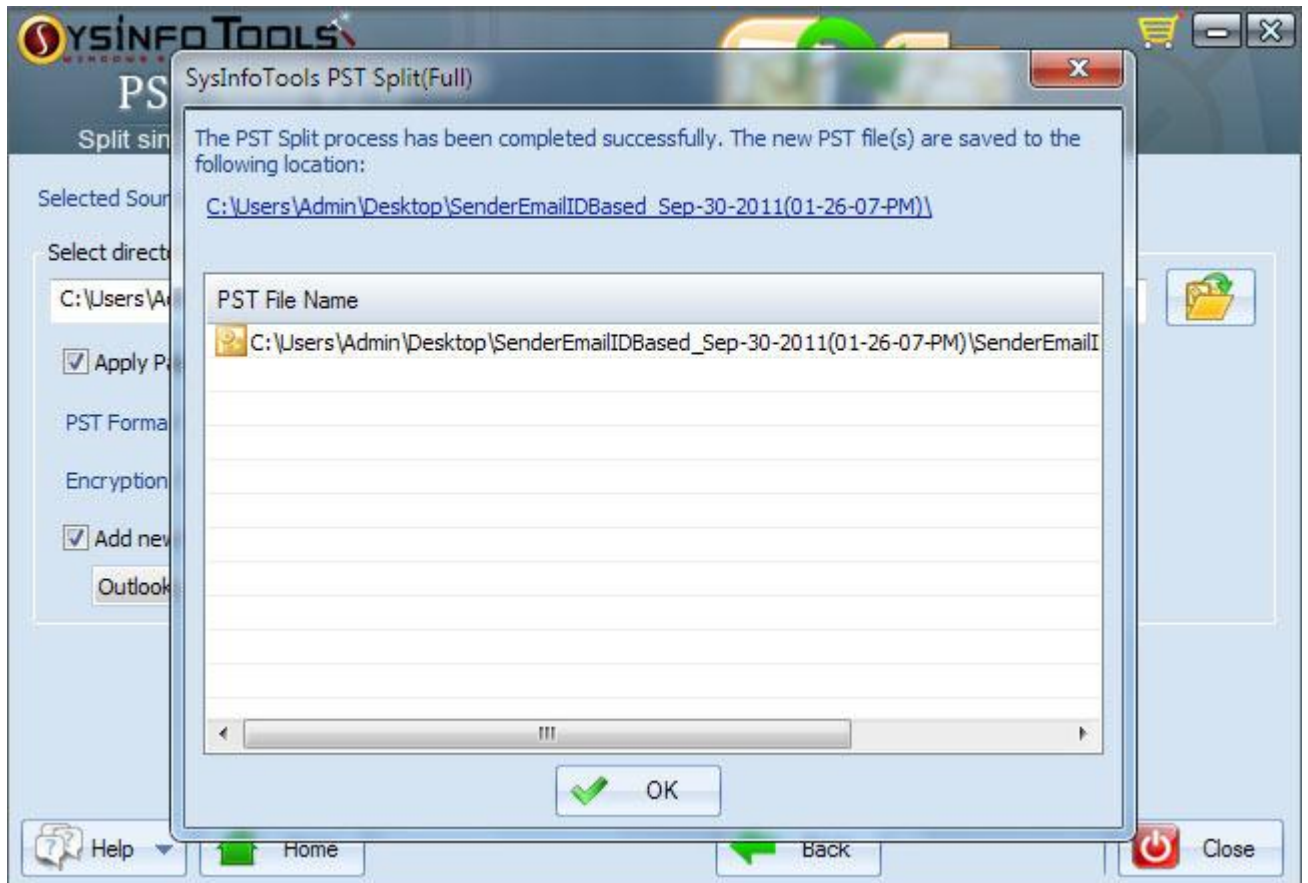 SYSINFO TOOLS
PS
Split sin
SysInfoTools PST Split(Full)
The PST Split process has been completed successfully. The new PST file(s) are saved to the
following location:
C:\Users\Admin\Desktop\SenderEmailIDBased_Sep-30-2011(01-26-07-PM)\
Selected Sour
Select directo
C:\Users\Ad
PST File Name
C:\Users\Admin\Desktop\SenderEmailIDBased_Sep-30-2011(01-26-07-PM)\SenderEmailI
Apply Pa
PST Forma
Encryption
Add new
Outlook
OK
Help
Home
Back
Close